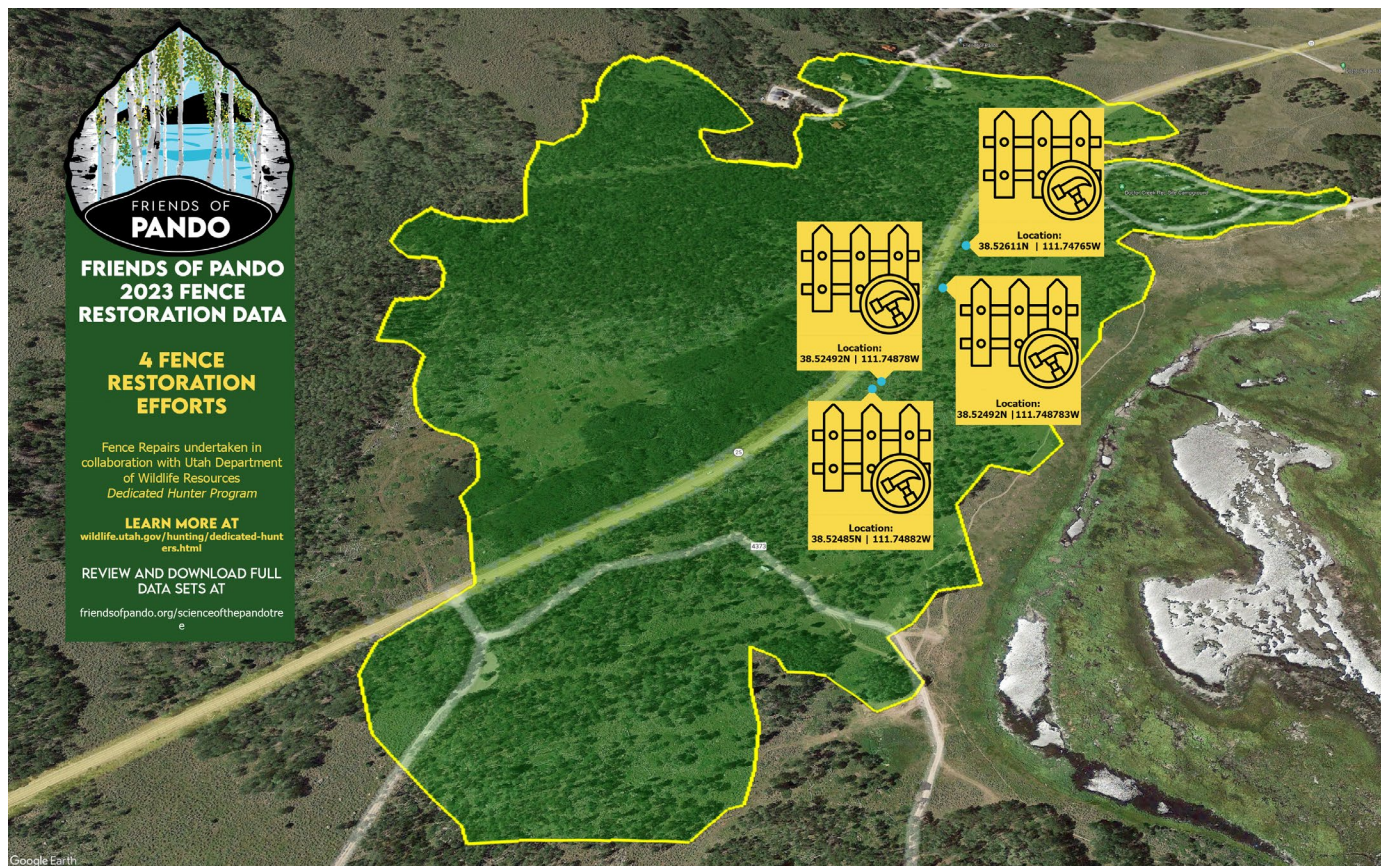 FRIENDS OF
PANDO
FRIENDS OF PANDO
2023 FENCE
RESTORATION DATA
4 FENCE
RESTORATION
EFFORTS
Fence Repairs undertaken in
collaboration with Utah Department
of Wildlife Resources
Dedicated Hunter Program
LEARN MORE AT
wildlife.utah.gov/hunting/dedicated-hunt
ers.html
REVIEW AND DOWNLOAD FULL
DATA SETS AT
friendsofpando.org/scienceofthepandotre
e
Location:
38.52611N | 111.74765W
Location:
38.52492N | 111.74878W
Location:
38.52492N |111.748783W
Location:
38.52485N | 111.74882W
25
4373
Google Earth